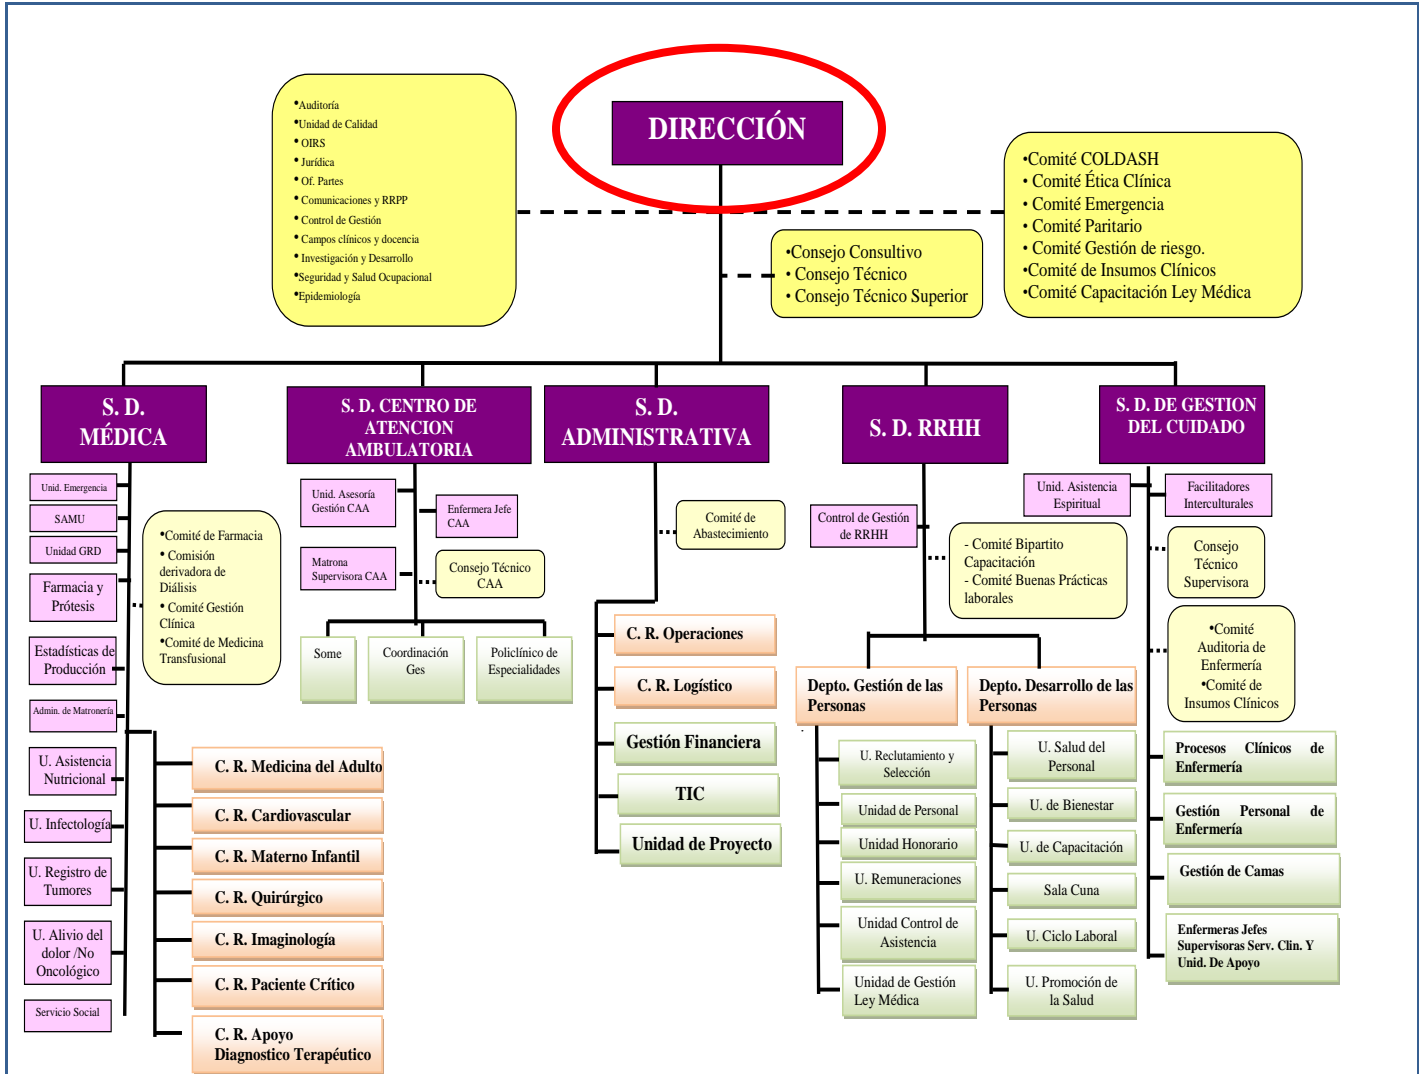 DIRECCIÓN
•Auditoría
•Unidad de Calidad
• OIRS
• Jurídica
• Of. Partes
• Comunicaciones y RRPP
• Control de Gestión
• Campos clínicos y docencia
• Investigación y Desarrollo
•Seguridad y Salud Ocupacional
•Epidemiología
•Comité COLDASH
• Comité Ética Clínica
• Comité Emergencia
• Comité Paritario
• Comité Gestión de riesgo.
•Comité de Insumos Clínicos
• Comité Capacitación Ley Médica
•Consejo Consultivo
• Consejo Técnico
• Consejo Técnico Superior
S. D.
MÉDICA
Unid. Emergencia
SAMU
Unidad GRD
Farmacia y
Prótesis
Estadísticas de
Producción
Admin. de Matronería
U. Asistencia
Nutricional
U. Infectología
U. Registro de
Tumores
U. Alivio del
dolor /No
Oncológico
Servicio Social
•Comité de Farmacia
• Comisión
derivadora de
Diálisis
• Comité Gestión
Clínica
•Comité de Medicina
Transfusional
C. R. Medicina del Adulto
C. R. Cardiovascular
C. R. Materno Infantil
C. R. Quirúrgico
C. R. Imaginología
C. R. Paciente Crítico
C. R. Apoyo
Diagnostico Terapéutico
S. D. CENTRO DE
ATENCION
AMBULATORIA
Unid. Asesoría
Gestión CAA
Enfermera Jefe
CAA
Matrona
Supervisora CAA
Consejo Técnico
CAA
Some
Coordinación
Ges
Policlínico de
Especialidades
S. D.
ADMINISTRATIVA
Comité de
Abastecimiento
C. R. Operaciones
C. R. Logístico
Gestión Financiera
TIC
Unidad de Proyecto
S. D. RRHH
Control de Gestión
de RRHH
- Comité Bipartito
Capacitación
- Comité Buenas Prácticas
laborales
Depto. Gestión de las
Personas
U. Reclutamiento y
Selección
Unidad de Personal
Unidad Honorario
U. Remuneraciones
Unidad Control de
Asistencia
Unidad de Gestión
Ley Médica
Depto. Desarrollo de las
Personas
U. Salud del
Personal
U. de Bienestar
U. de Capacitación
Sala Cuna
U. Ciclo Laboral
U. Promoción de
la Salud
S. D. DE GESTION
DEL CUIDADO
Unid. Asistencia
Espiritual
Facilitadores
Interculturales
Consejo
Técnico
Supervisora
•Comité
Auditoria de
Enfermería
•Comité de
Insumos Clínicos
Procesos Clínicos de
Enfermería
Gestión Personal de
Enfermería
Gestión de Camas
Enfermeras Jefes
Supervisoras Serv. Clin. Y
Unid. De Apoyo